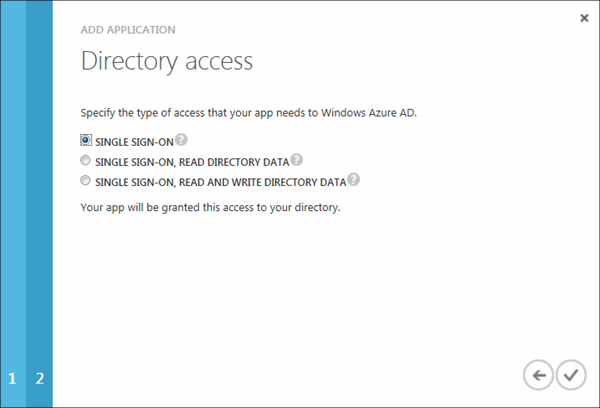 ADD APPLICATION
Directory access
Specify the type of access that your app needs to Windows Azure AD.
SINGLE SIGN-ON ?
SINGLE SIGN-ON, READ DIRECTORY DATA ?
SINGLE SIGN-ON, READ AND WRITE DIRECTORY DATA ?
Your app will be granted this access to your directory.
1 2